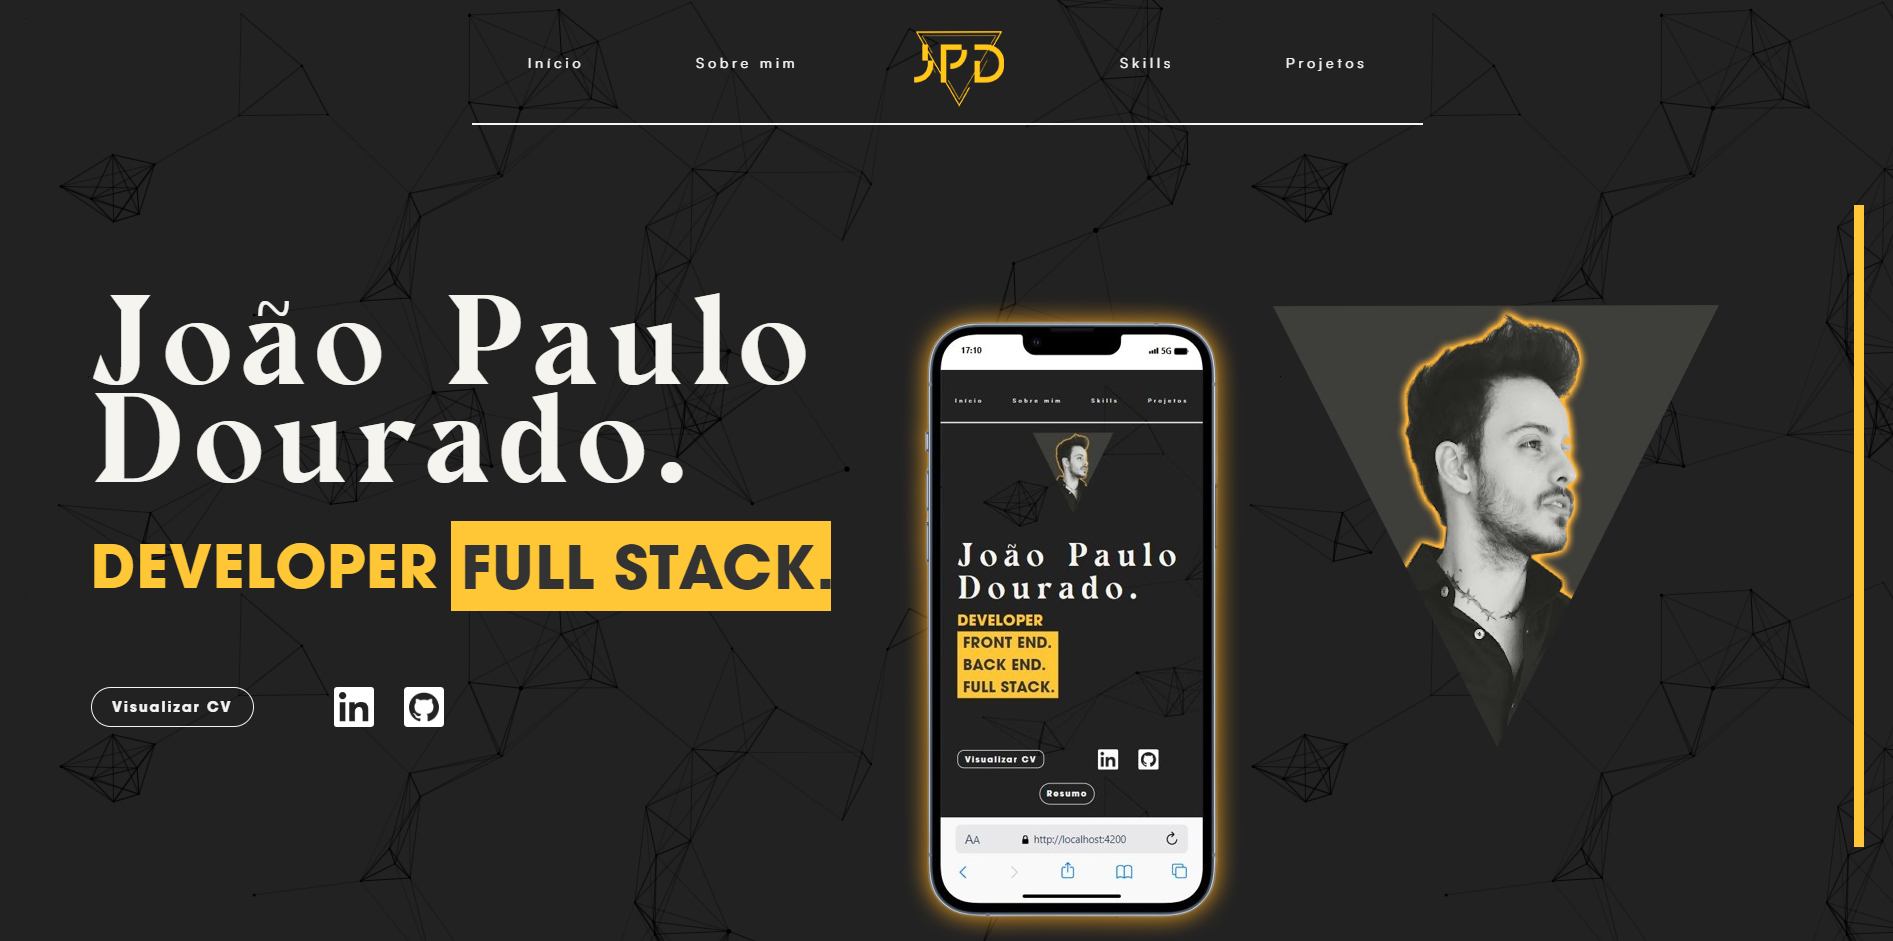 Início
Sobre mim
JPD
Skills
Projetos
João Paulo
Dourado.
DEVELOPER FULL STACK.
Visualizar CV
in
17:10
5G
Início
Sobre mim
Skills
Projetos
João Paulo
Dourado.
DEVELOPER
FRONT END.
BACK END.
FULL STACK.
Visualizar CV
in
Resumo
AA
http://localhost:4200